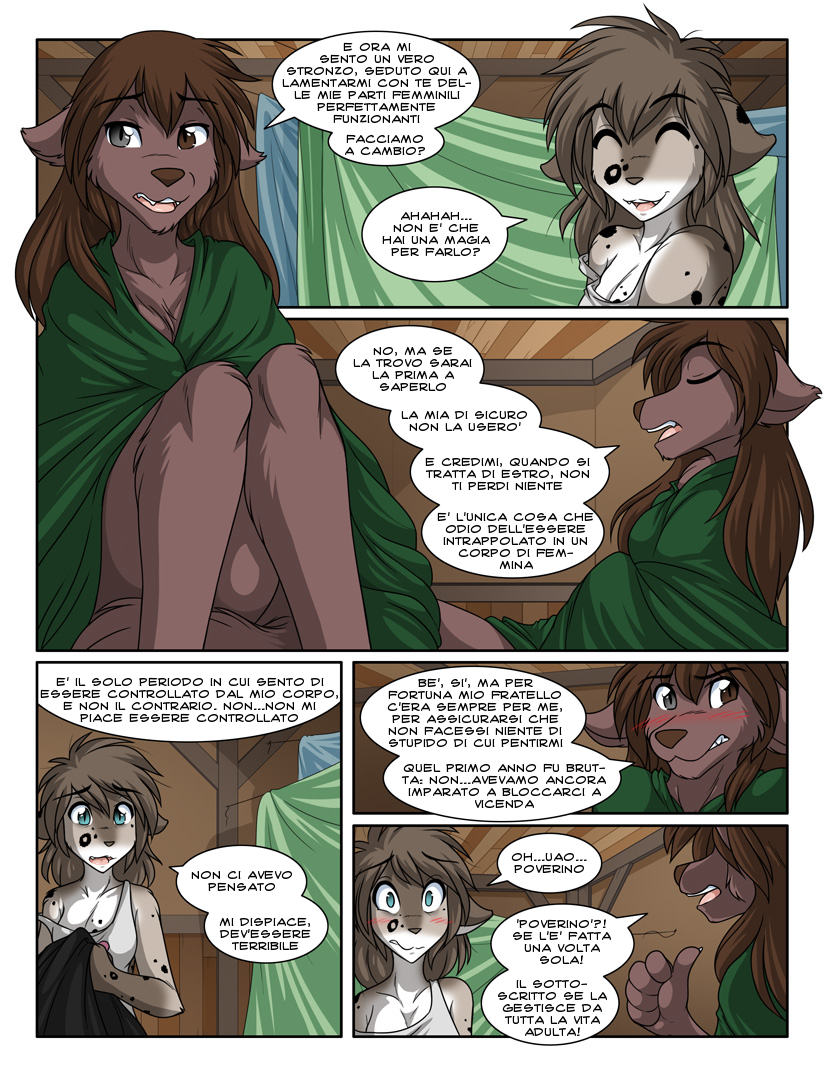 E ORA MI
SENTO UN VERO
STRONZO, SEDUTO QUI A
LAMENTARMI CON TE DEL-
LE MIE PARTI FEMMINILI
PERFETTAMENTE
FUNZIONANTI
FACCIAMO
A CAMBIO?
AHAHAH...
NON E' CHE
HAI UNA MAGIA
PER FARLO?
NO, MA SE
LA TROVO SARAI
LA PRIMA A
SAPERLO
LA MIA DI SICURO
NON LA USERO'
E CREDIMI, QUANDO SI
TRATTA DI ESTRO, NON
TI PERDI NIENTE
E' L'UNICA COSA CHE
ODIO DELL'ESSERE
INTRAPPOLATO IN UN
CORPO DI FEM-
MINA
E' IL SOLO PERIODO IN CUI SENTO DI
ESSERE CONTROLLATO DAL MIO CORPO,
E NON IL CONTRARIO. NON...NON MI
PIACE ESSERE CONTROLLATO
NON CI AVEVO
PENSATO
MI DISPIACE,
DEV'ESSERE
TERRIBILE
BE', SI', MA PER
FORTUNA MIO FRATELLO
C'ERA SEMPRE PER ME,
PER ASSICURARSI CHE
NON FACESSI NIENTE DI
STUPIDO DI CUI PENTIRMI
QUEL PRIMO ANNO FU BRUT-
TA: NON...AVEVAMO ANCORA
IMPARATO A BLOCCARCI A
VICENDA
OH...UAO...
POVERINO
'POVERINO'?!
SE L'E' FATTA
UNA VOLTA
SOLA!
IL SOTTO-
SCRITTO SE LA
GESTISCE DA
TUTTA LA VITA
ADULTA!